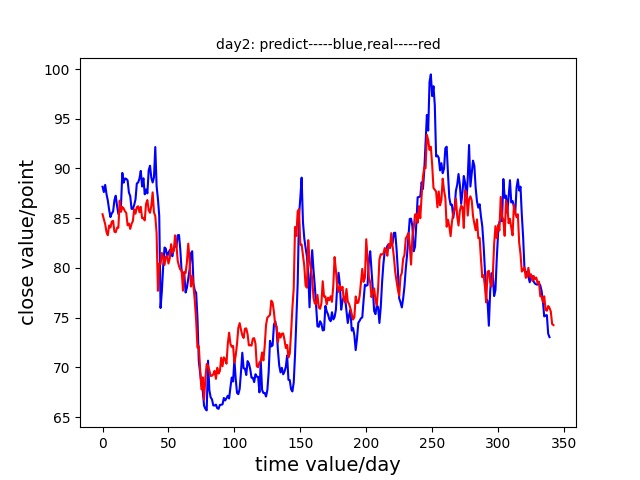 day2: predict-----blue,real-----red
100
95
90
85
80
75
70
65
close value/point
0 50 100 150 200 250 300 350
time value/day